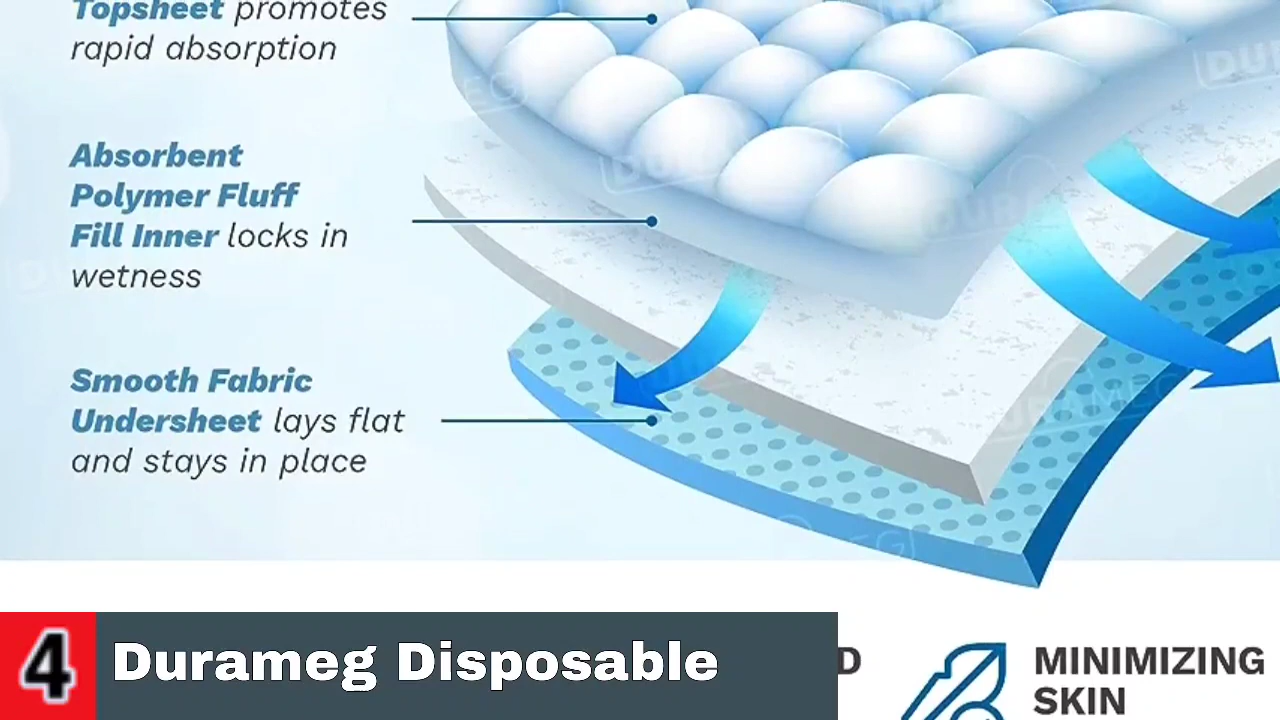 Topsheet promotes
rapid absorption
Absorbent
Polymer Fluff
Fill Inner locks in
wetness
Smooth Fabric
Undersheet lays flat
and stays in place
4 Durameg Disposable
D
MINIMIZING
SKIN
DURAMEG